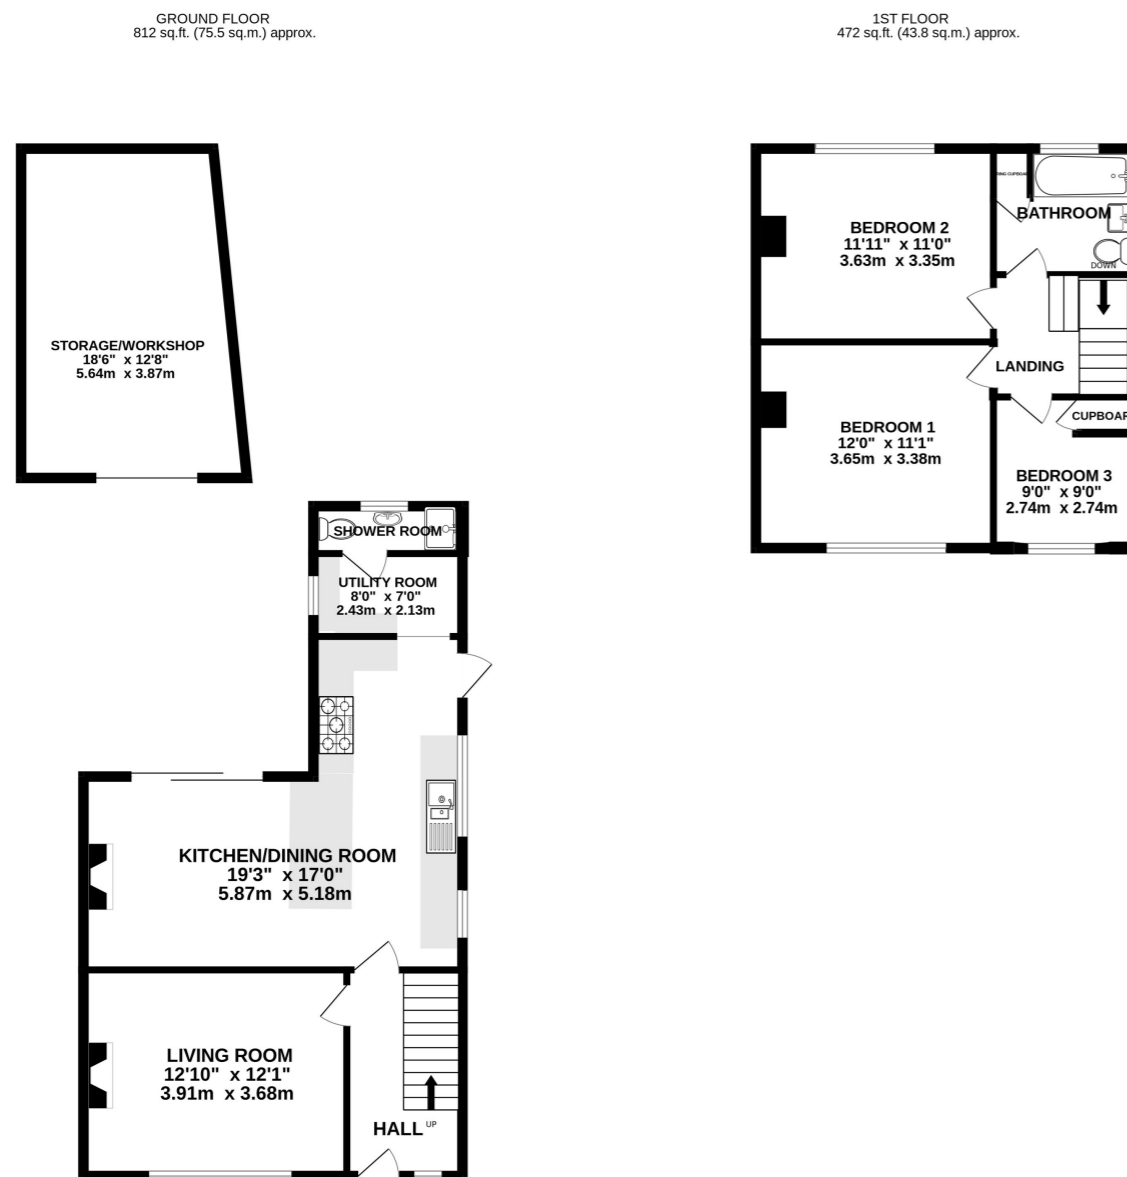 GROUND FLOOR
812 sq.ft. (75.5 sq.m.) approx.
1ST FLOOR
472 sq.ft. (43.8 sq.m.) approx.
STORAGE/WORKSHOP
18'6" x 12'8"
5.64m x 3.87m
SHOWER ROOM
UTILITY ROOM
8'0" x 7'0"
2.43m x 2.13m
KITCHEN/DINING ROOM
19'3" x 17'0"
5.87m x 5.18m
LIVING ROOM
12'10" x 12'1"
3.91m x 3.68m
HALL
UP
BEDROOM 2
11'11" x 11'0"
3.63m x 3.35m
BATHROOM
DOWN
LANDING
BEDROOM 1
12'0" x 11'1"
3.65m x 3.38m
CUPBOAR
BEDROOM 3
9'0" x 9'0"
2.74m x 2.74m